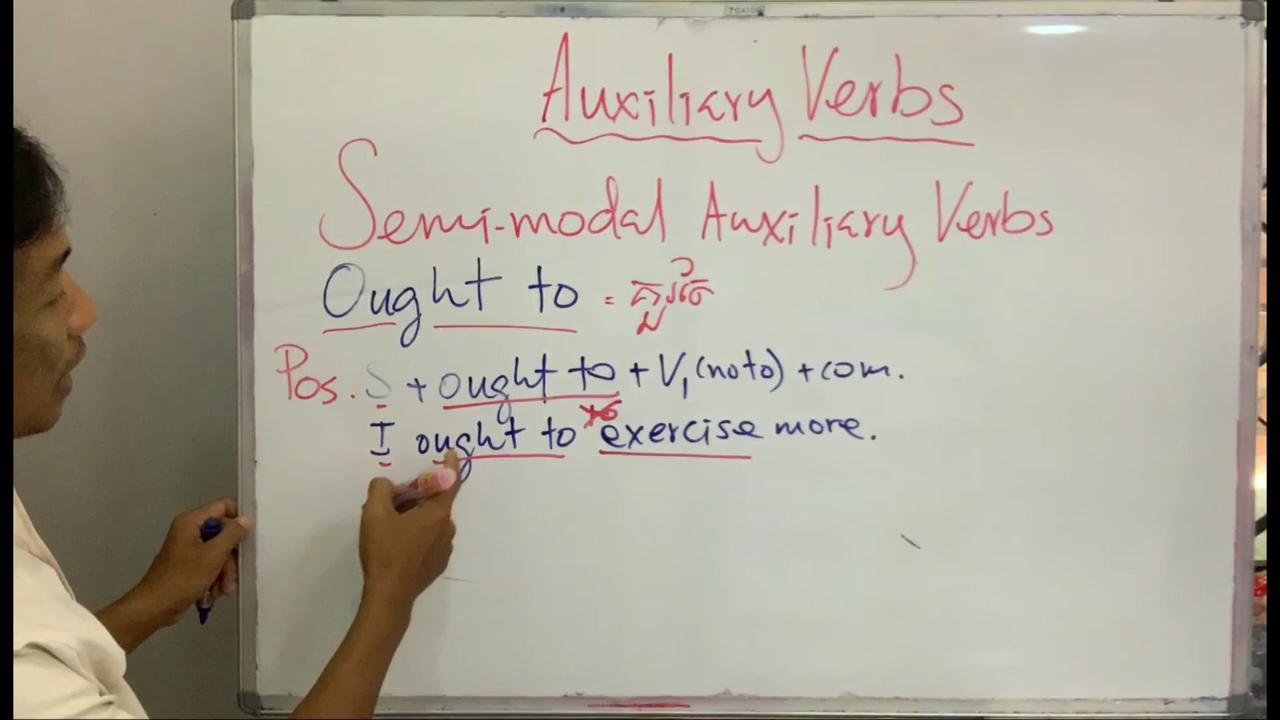 Auxiliary Verbs
Semi-modal Auxiliary Verbs
Ought to = គួរតែ
Pos. S + ought to + V₁ (no to) + com.
I ought to exercise more.